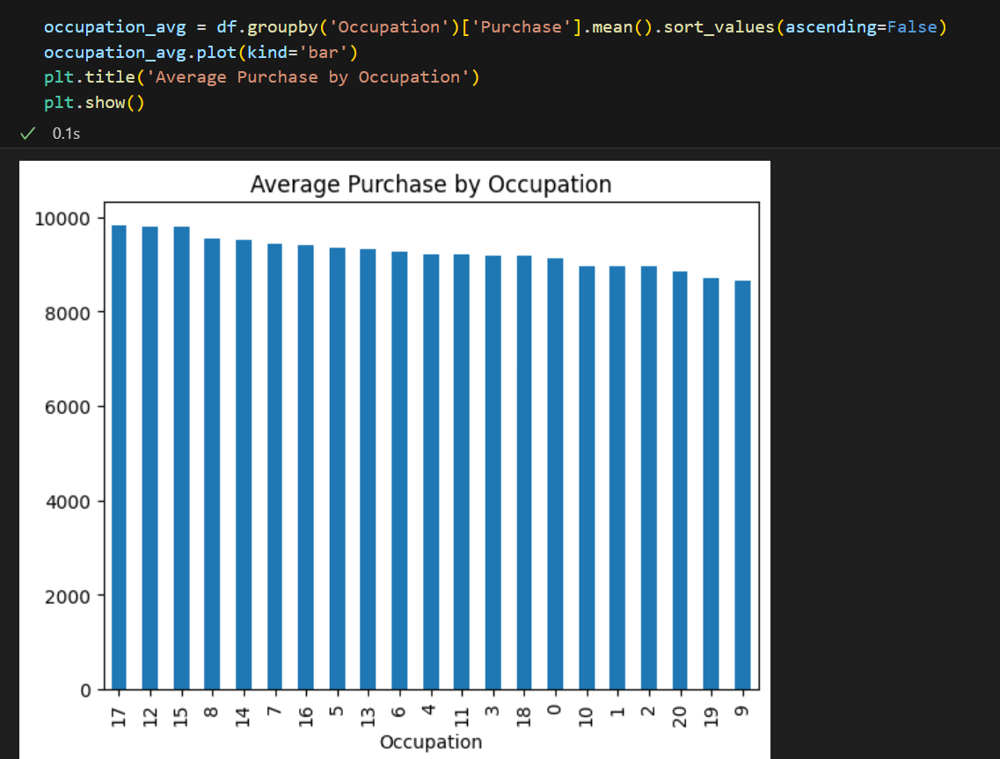 occupation_avg = df.groupby('Occupation')['Purchase'].mean().sort_values(ascending=False)
occupation_avg.plot(kind='bar')
plt.title('Average Purchase by Occupation')
plt.show()
0.1s
Average Purchase by Occupation
10000
8000
6000
4000
2000
0
17 12 15 8 14 7 16 5 13 6 4 11 3 18 0 10 1 2 20 19 9
Occupation